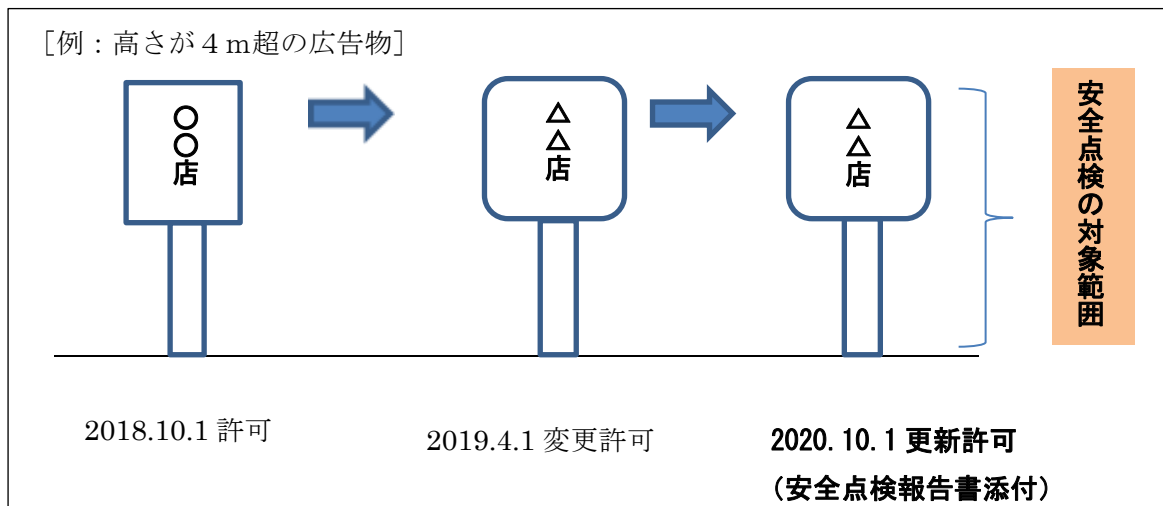 ［例：高さが４ｍ超の広告物］
○○店
△△店
△△店
安全点検の対象範囲
2018.10.1 許可
2019.4.1 変更許可
2020.10.1 更新許可
（安全点検報告書添付）